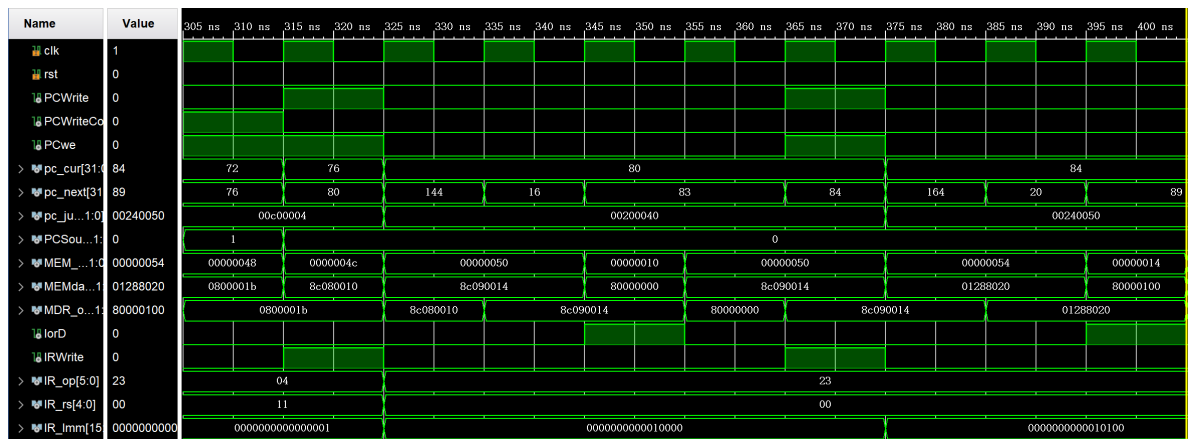 Name Value 305 ns 310 ns 315 ns 320 ns 325 ns 330 ns 335 ns 340 ns 345 ns 350 ns 355 ns 360 ns 365 ns 370 ns 375 ns 380 ns 385 ns 390 ns 395 ns 400 ns
clk 1
rst 0
PCWrite 0
PCWriteCo 0
PCwe 0
pc_cur[31:0 84 72 76 80 84
pc_next[31 89 76 80 144 16 83 84 164 20 89
pc_ju...1:0] 00240050 00c00004 00200040 00240050
PCSou...1: 0 1 0
MEM_...1:0 00000054 00000048 0000004c 00000050 00000010 00000050 00000054 00000014
MEMda...1: 01288020 0800001b 8c080010 8c090014 80000000 8c090014 01288020 80000100
MDR_o...1: 80000100 0800001b 8c080010 8c090014 80000000 8c090014 01288020
IorD 0
IRWrite 0
IR_op[5:0] 23 04 23
IR_rs[4:0] 00 11 00
IR_Imm[15 0000000000 0000000000000001 0000000000010000 0000000000010100